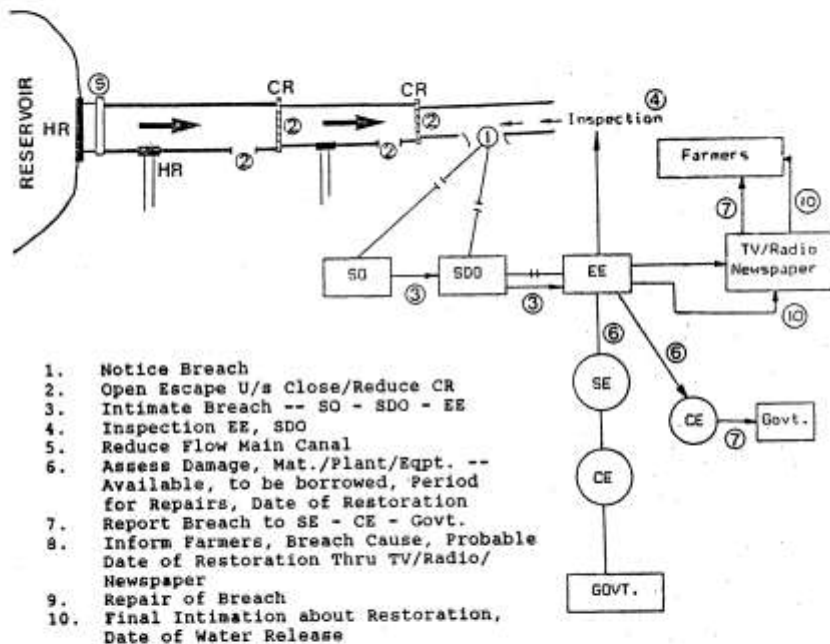 RESERVOIR
HR
5
CR
CR
2
2
2
2
HR
1
Inspection
4
Farmers
7
10
TV/Radio
Newspaper
10
SO
3
SDO
3
EE
6
6
SE
CE
7
Govt.
CE
GOVT.
1. Notice Breach
2. Open Escape U/s Close/Reduce CR
3. Intimate Breach -- SO - SDO - EE
4. Inspection EE, SDO
5. Reduce Flow Main Canal
6. Assess Damage, Mat./Plant/Eqpt. --
Available, to be borrowed, Period
for Repairs, Date of Restoration
7. Report Breach to SE - CE - Govt.
8. Inform Farmers, Breach Cause, Probable
Date of Restoration Thru TV/Radio/
Newspaper
9. Repair of Breach
10. Final Intimation about Restoration,
Date of Water Release